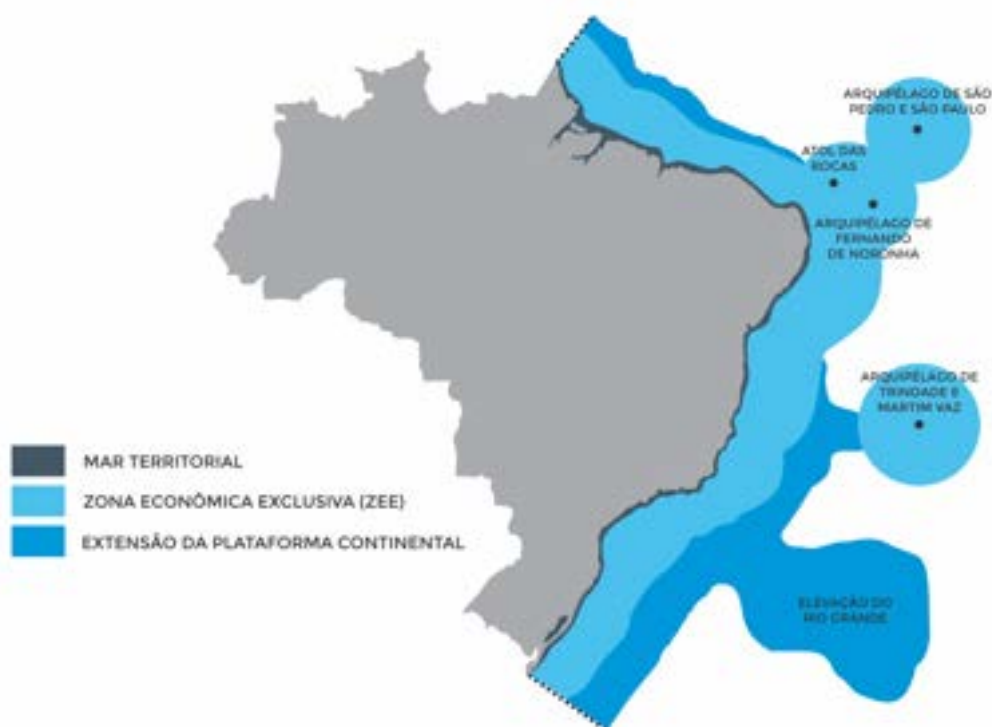 ARQUIPÉLAGO DE SÃO
PEDRO E SÃO PAULO
ATOL DAS
ROCAS
ARQUIPÉLAGO DE
FERNANDO
DE NORONHA
ARQUIPÉLAGO DE
TRINDADE E
MARTIM VAZ
MAR TERRITORIAL
ZONA ECONÔMICA EXCLUSIVA (ZEE)
EXTENSÃO DA PLATAFORMA CONTINENTAL
ELEVAÇÃO DO
RIO GRANDE